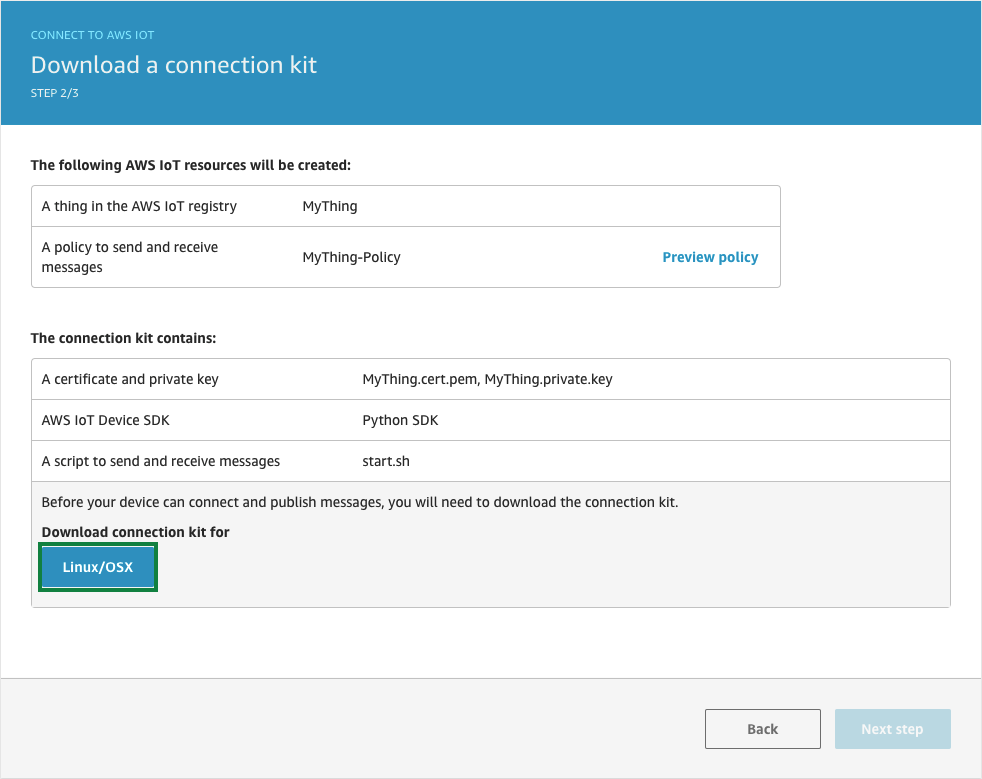 CONNECT TO AWS IOT
Download a connection kit
STEP 2/3
The following AWS IoT resources will be created:
A thing in the AWS IoT registry MyThing
A policy to send and receive
messages MyThing-Policy Preview policy
The connection kit contains:
A certificate and private key MyThing.cert.pem, MyThing.private.key
AWS IoT Device SDK Python SDK
A script to send and receive messages start.sh
Before your device can connect and publish messages, you will need to download the connection kit.
Download connection kit for
Linux/OSX
Back Next step